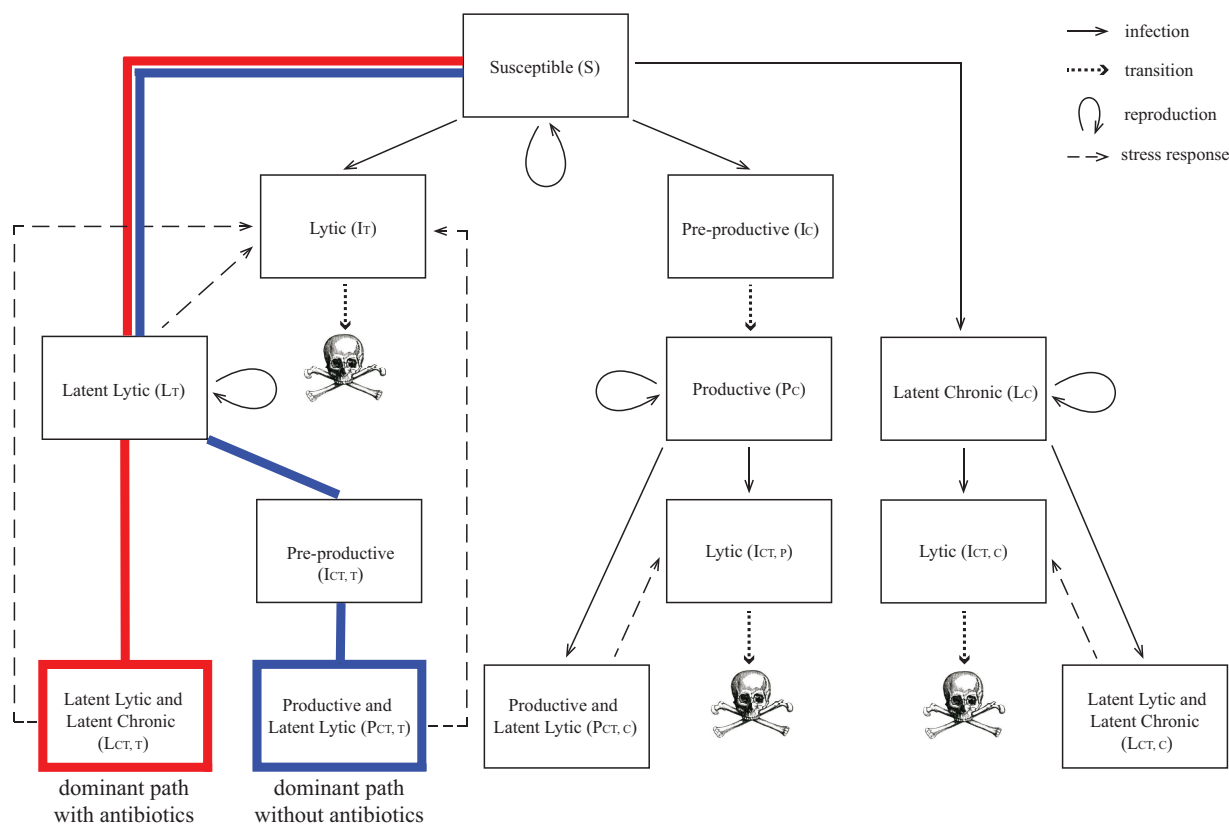 Susceptible (S)
infection
transition
reproduction
stress response
Lytic (IT)
Pre-productive (IC)
Latent Lytic (LT)
Productive (PC)
Latent Chronic (LC)
Pre-productive
(ICT, T)
Lytic (ICT, P)
Lytic (ICT, C)
Latent Lytic and
Latent Chronic
(LCT, T)
Productive and
Latent Lytic (PCT, T)
Productive and
Latent Lytic (PCT, C)
Latent Lytic and
Latent Chronic
(LCT, C)
dominant path
with antibiotics
dominant path
without antibiotics